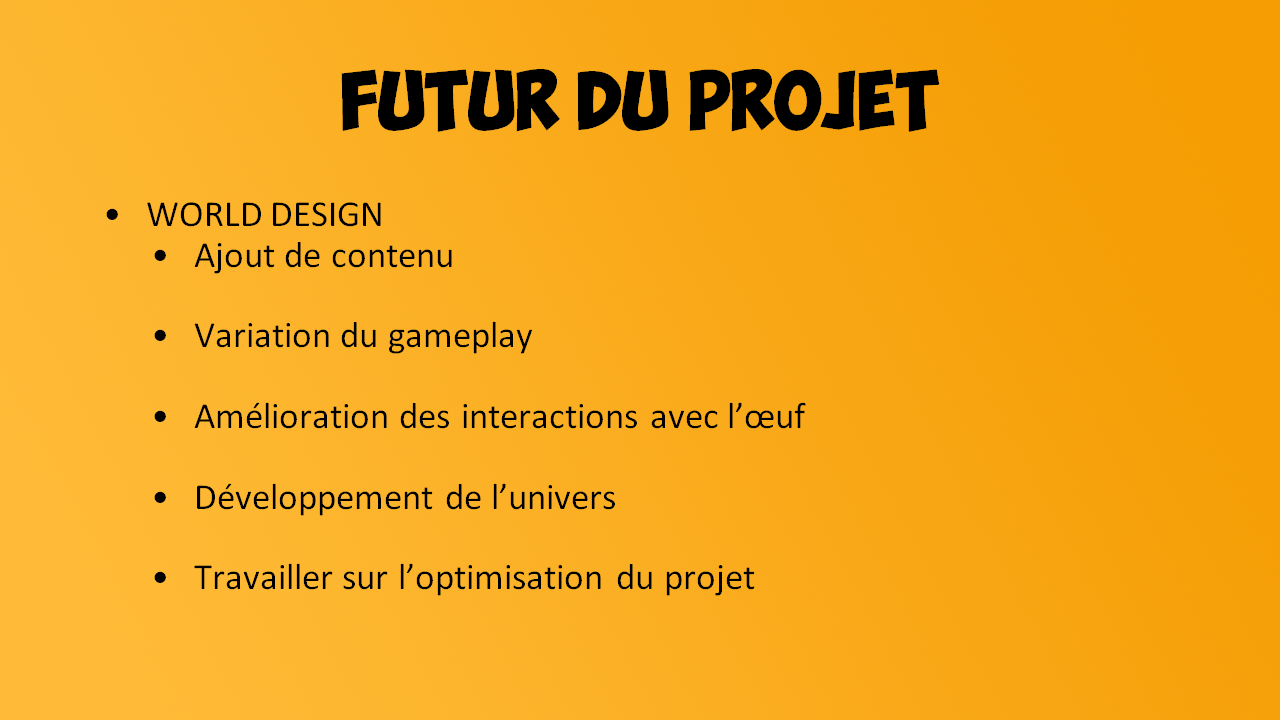 FUTUR DU PROJET
• WORLD DESIGN
• Ajout de contenu
• Variation du gameplay
• Amélioration des interactions avec l’œuf
• Développement de l’univers
• Travailler sur l’optimisation du projet